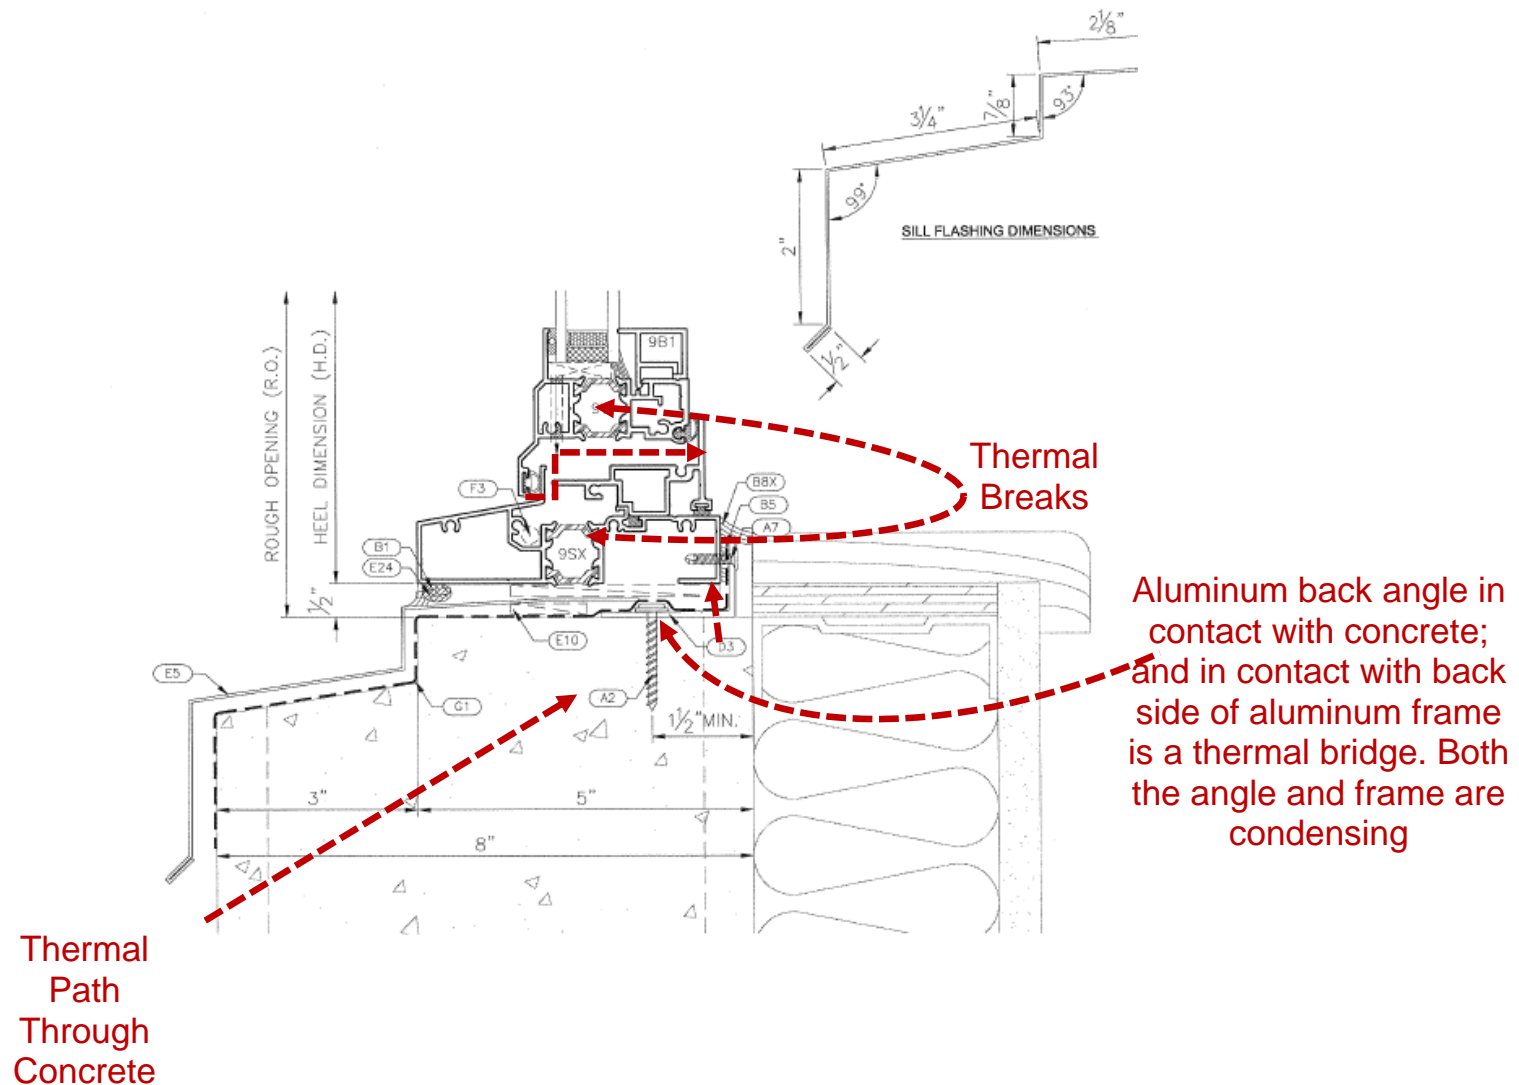 2⅛"
3¼"
⅞"
93°
99°
2"
½"
SILL FLASHING DIMENSIONS
ROUGH OPENING (R.O.)
HEEL DIMENSION (H.D.)
½"
9B1
9
F3
9SX
B8X
B5
A7
B1
E24
E10
D3
E5
G1
A2
1½"MIN.
3"
5"
8"
Thermal
Breaks
Aluminum back angle in
contact with concrete;
and in contact with back
side of aluminum frame
is a thermal bridge. Both
the angle and frame are
condensing
Thermal
Path
Through
Concrete